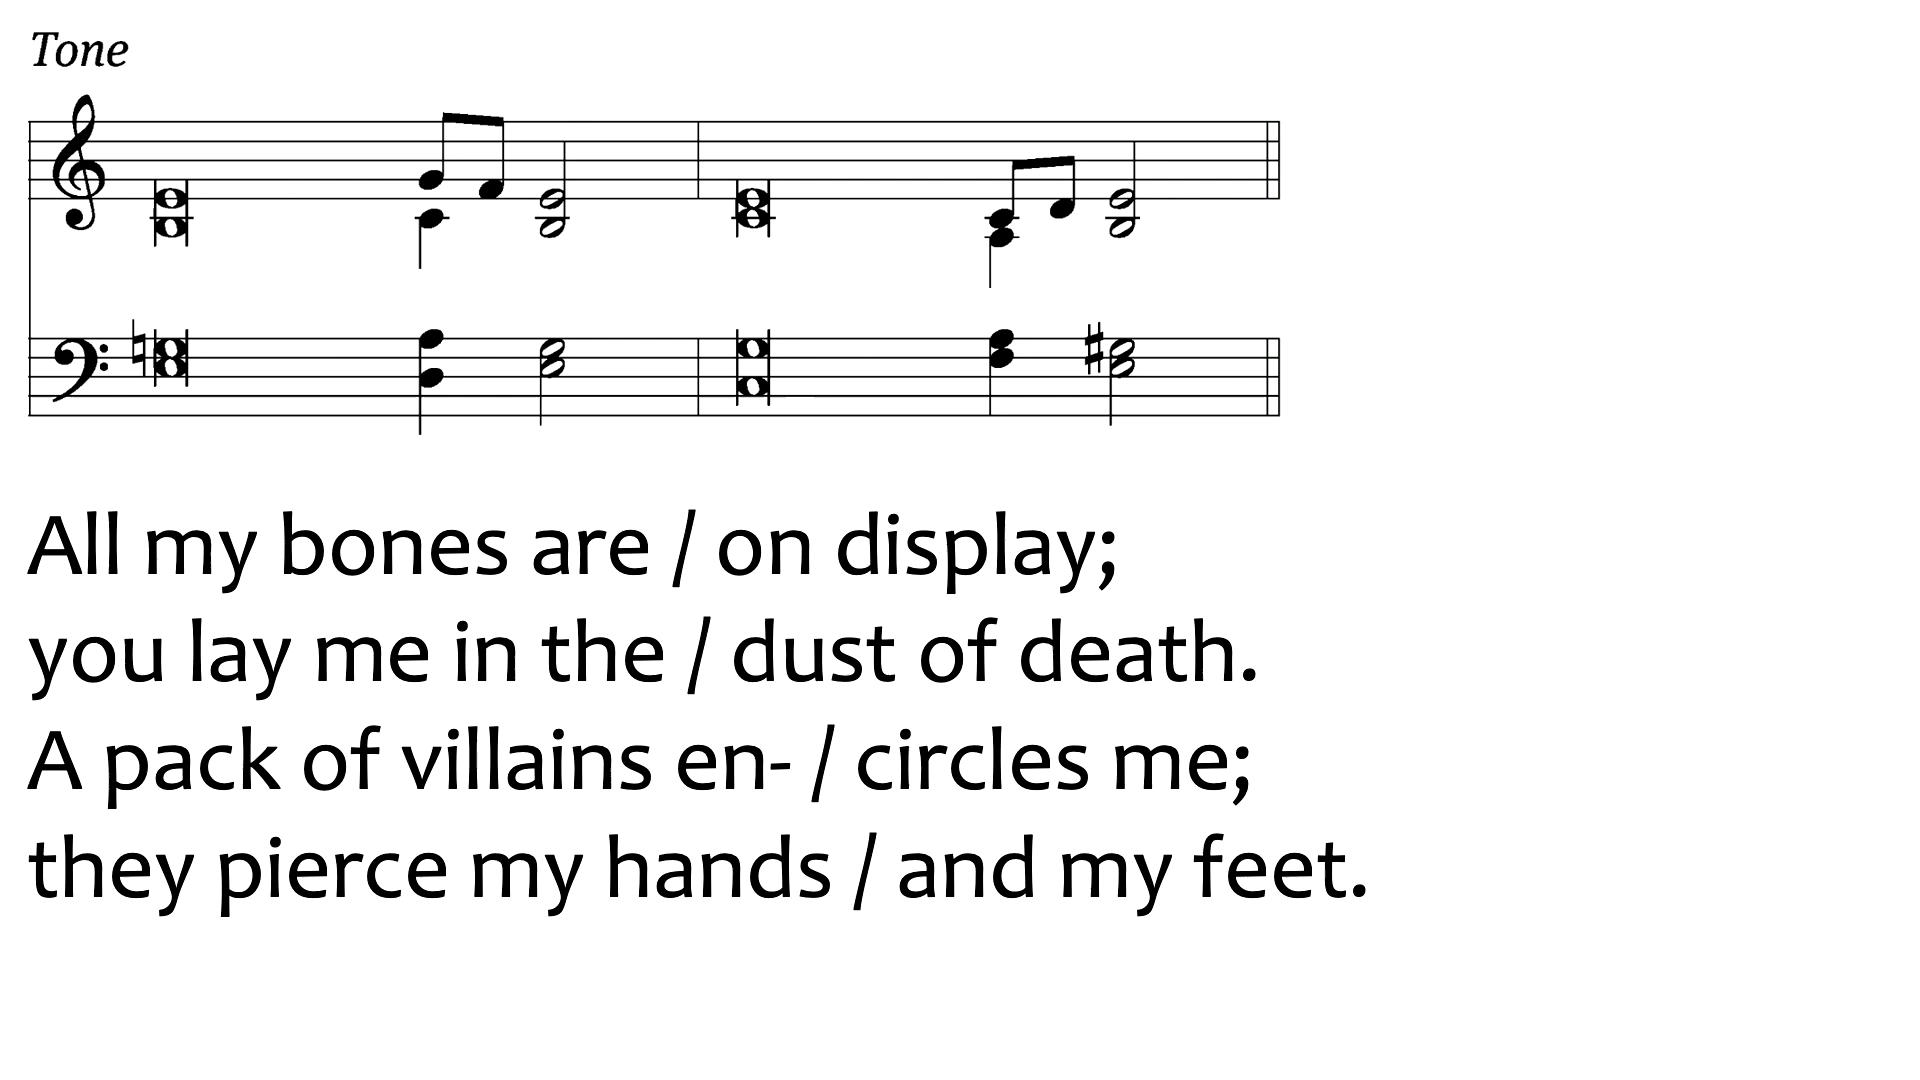 Tone
All my bones are / on display;
you lay me in the / dust of death.
A pack of villains en- / circles me;
they pierce my hands / and my feet.